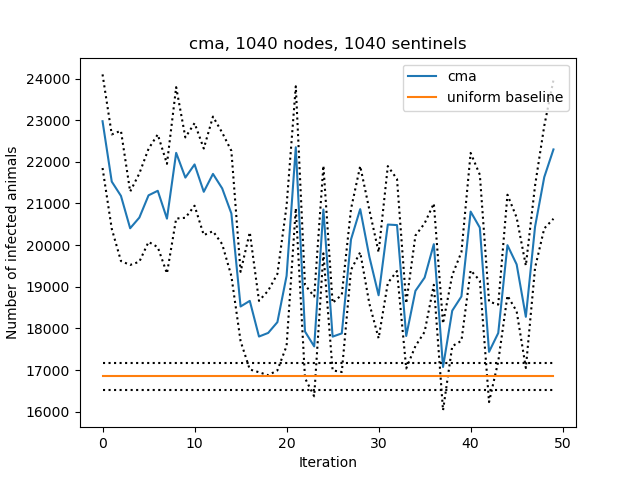 cma, 1040 nodes, 1040 sentinels
cma
uniform baseline
24000
23000
22000
21000
20000
19000
18000
17000
16000
Number of infected animals
0 10 20 30 40 50
Iteration